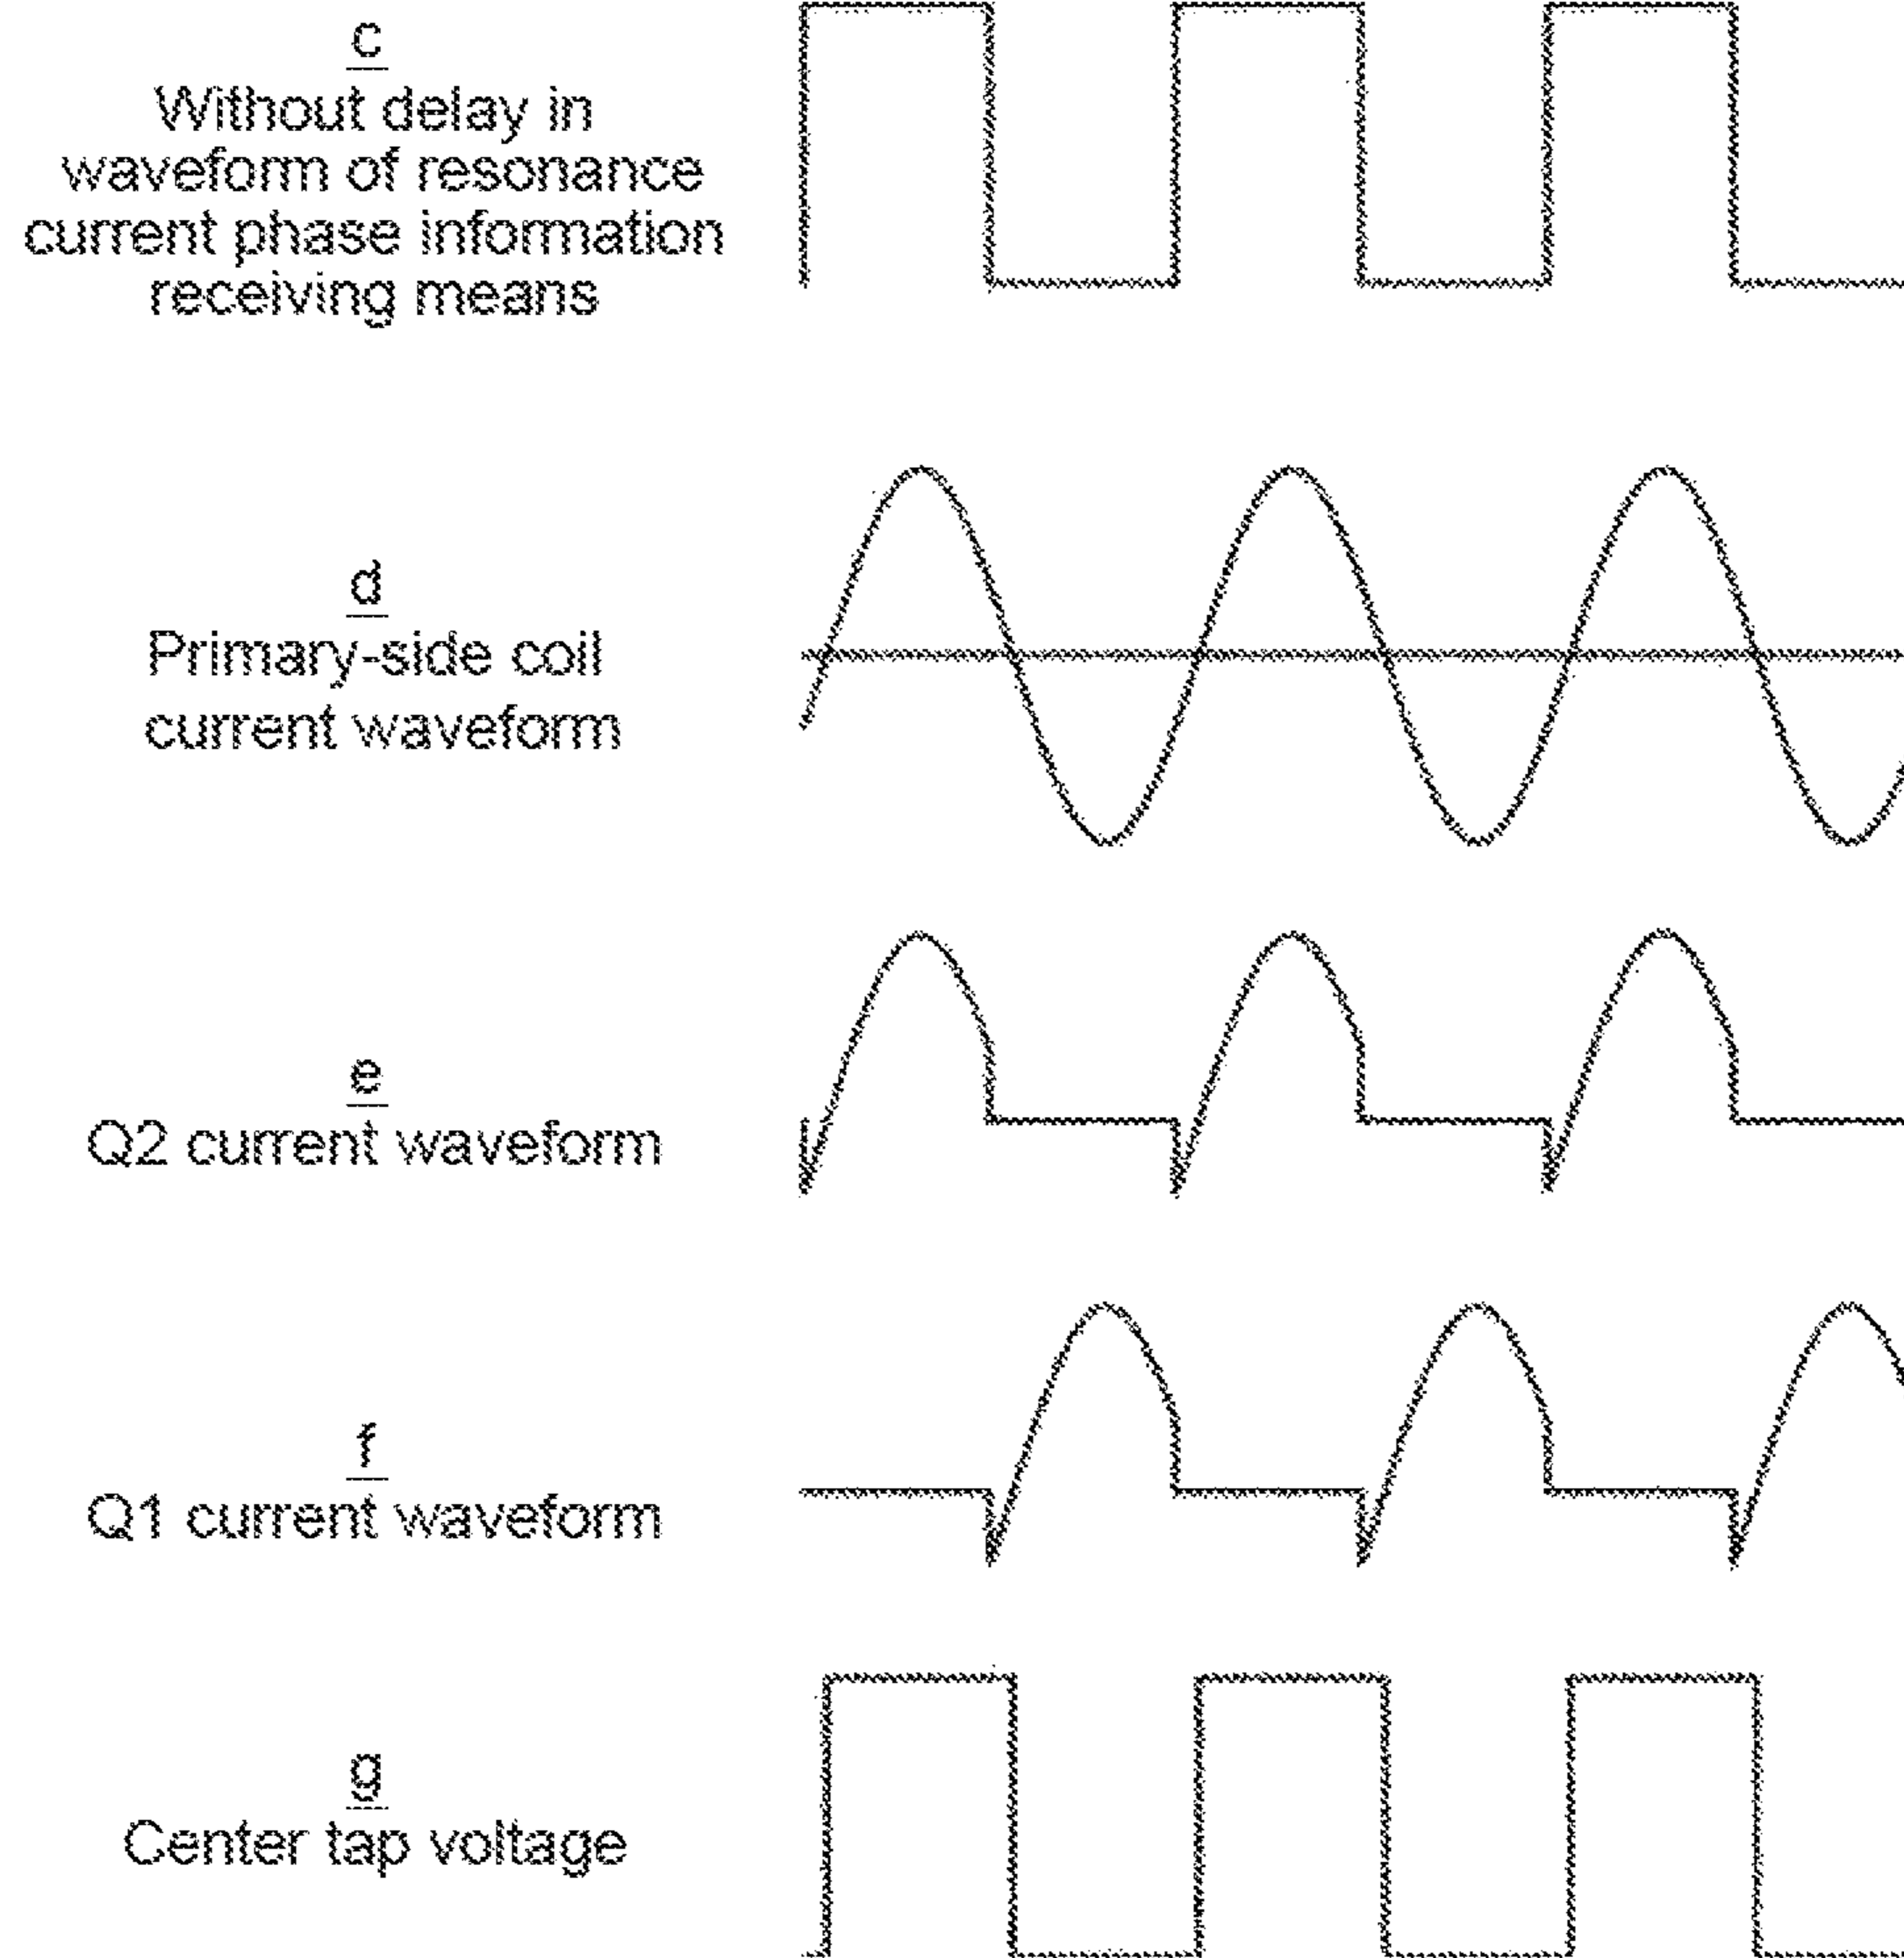 c
Without delay in
waveform of resonance
current phase information
receiving means
d
Primary-side coil
current waveform
e
Q2 current waveform
f
Q1 current waveform
g
Center tap voltage